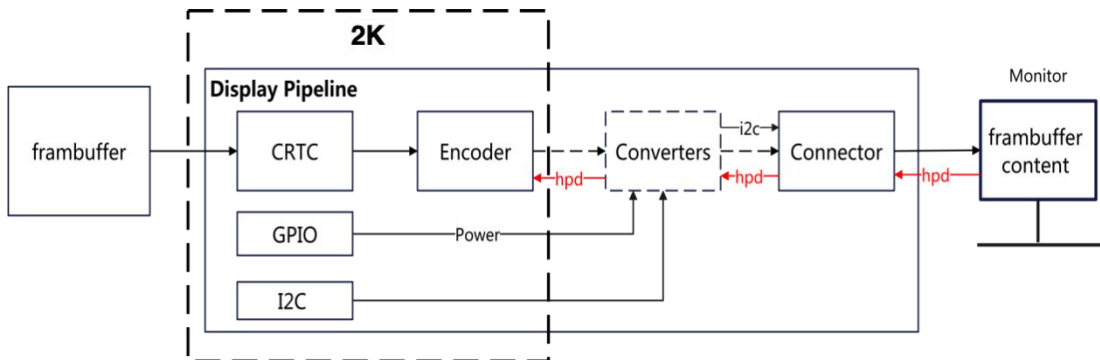 2K
Display Pipeline
Monitor
frambuffer
CRTC
Encoder
Converters
i2c
Connector
frambuffer
content
hpd
hpd
hpd
GPIO
Power
I2C